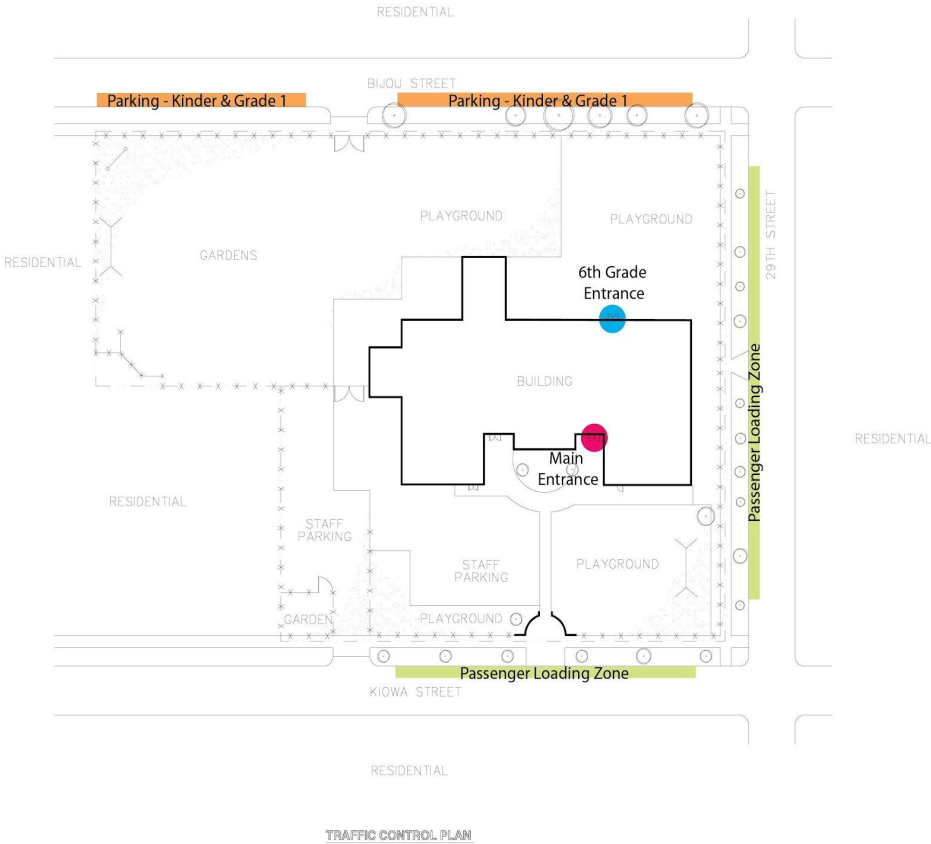 RESIDENTIAL
BIJOU STREET
Parking - Kinder & Grade 1
Parking - Kinder & Grade 1
29TH STREET
PLAYGROUND
PLAYGROUND
RESIDENTIAL
GARDENS
6th Grade
Entrance
BUILDING
Passenger Loading Zone
RESIDENTIAL
Main
Entrance
RESIDENTIAL
STAFF
PARKING
STAFF
PARKING
PLAYGROUND
GARDEN
PLAYGROUND
Passenger Loading Zone
KIOWA STREET
RESIDENTIAL
TRAFFIC CONTROL PLAN